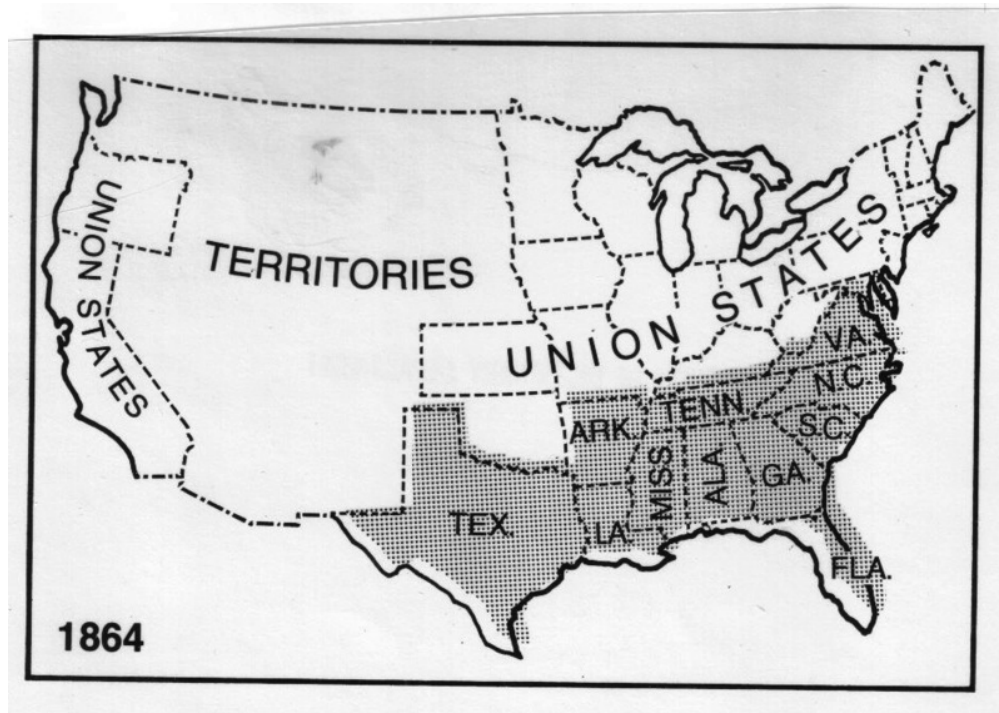 UNION STATES
TERRITORIES
UNION STATES
VA.
N.C.
TENN.
ARK.
S.C.
MISS
ALA.
GA.
TEX.
LA.
FLA.
1864